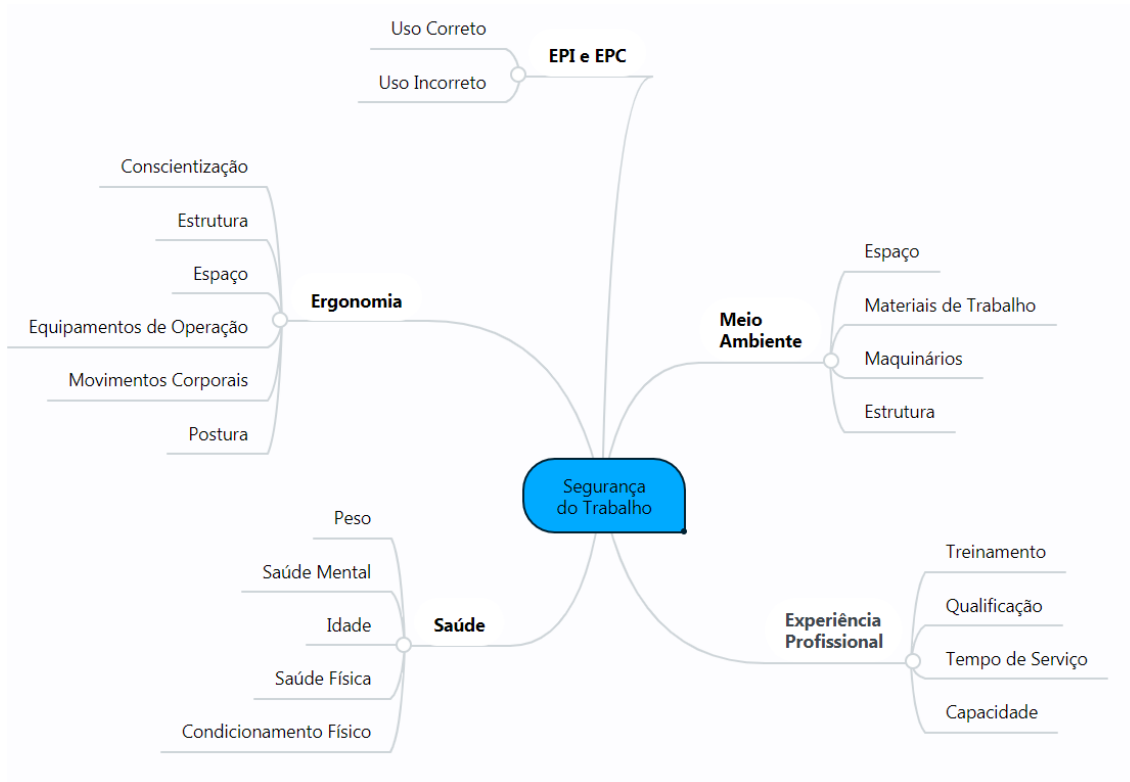 Uso Correto
Uso Incorreto
EPI e EPC
Conscientização
Estrutura
Espaço
Equipamentos de Operação
Movimentos Corporais
Postura
Ergonomia
Espaço
Materiais de Trabalho
Maquinários
Estrutura
Meio
Ambiente
Segurança
do Trabalho
Peso
Saúde Mental
Idade
Saúde Física
Condicionamento Físico
Saúde
Experiência
Profissional
Treinamento
Qualificação
Tempo de Serviço
Capacidade